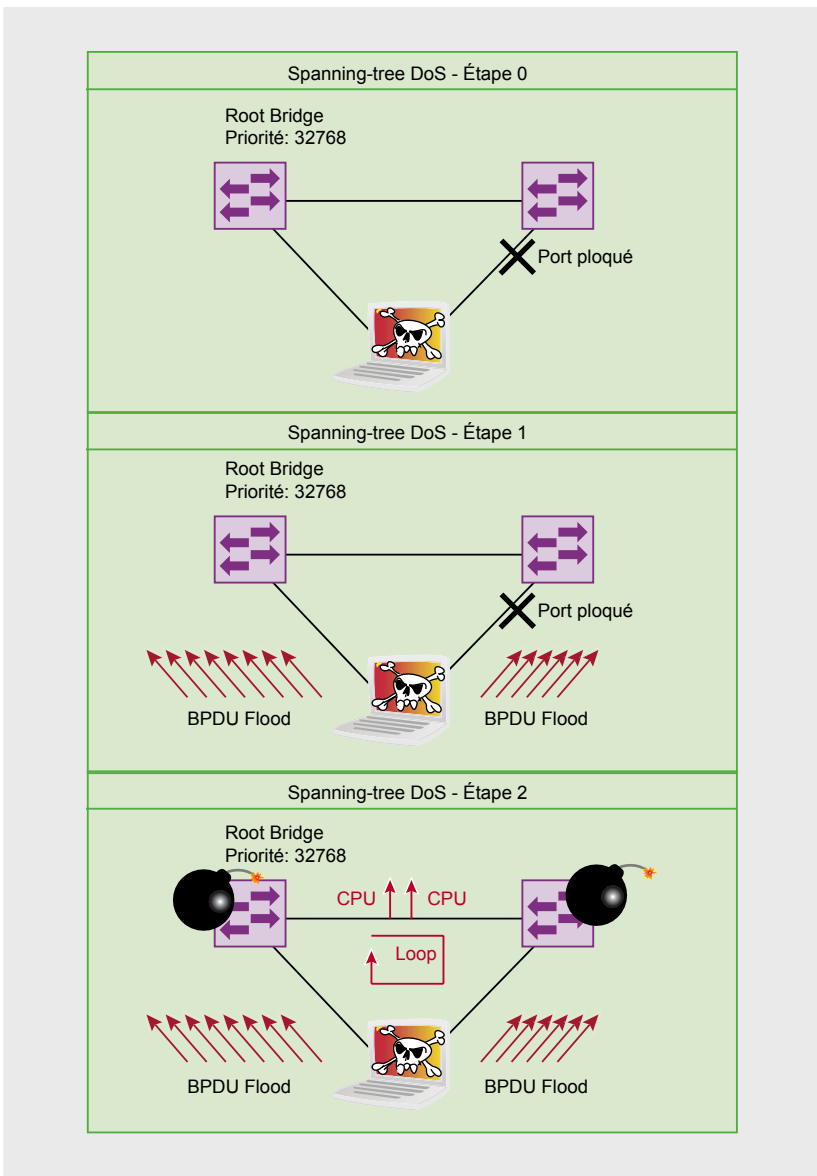 Spanning-tree DoS - Étape 0
Root Bridge
Priorité: 32768
Port ploqué
Spanning-tree DoS - Étape 1
Root Bridge
Priorité: 32768
Port ploqué
BPDU Flood
BPDU Flood
Spanning-tree DoS - Étape 2
Root Bridge
Priorité: 32768
CPU
CPU
Loop
BPDU Flood
BPDU Flood